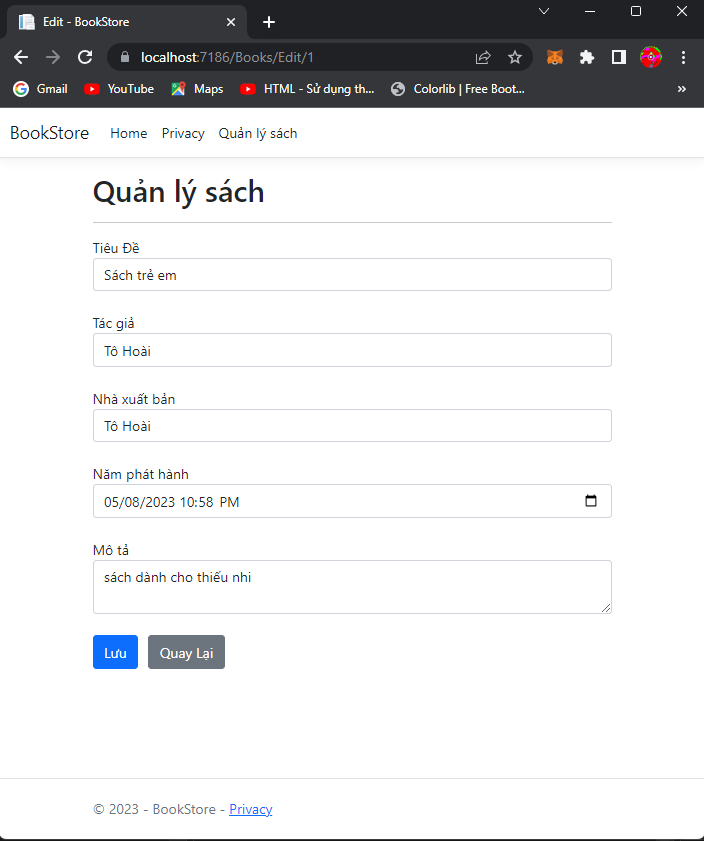 Edit - BookStore
localhost:7186/Books/Edit/1
Gmail YouTube Maps HTML - Sử dụng th... Colorlib | Free Boot... »
BookStore Home Privacy Quản lý sách
Quản lý sách
Tiêu Đề
Sách trẻ em
Tác giả
Tô Hoài
Nhà xuất bản
Tô Hoài
Năm phát hành
05/08/2023 10:58 PM
Mô tả
sách dành cho thiếu nhi
Lưu Quay Lại
© 2023 - BookStore - Privacy